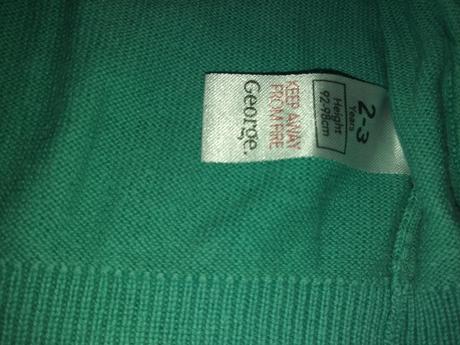 2-3
Years
Height
92-98cm
KEEP AWAY
FROM FIRE
George.